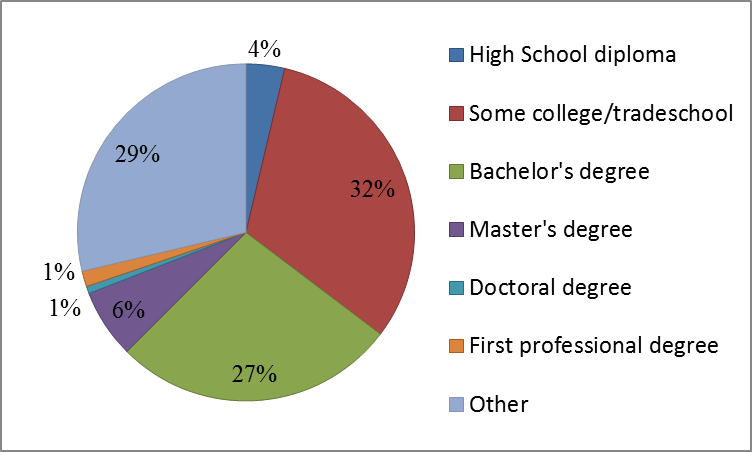 4%
32%
27%
6%
1%
1%
29%
High School diploma
Some college/tradeschool
Bachelor's degree
Master's degree
Doctoral degree
First professional degree
Other